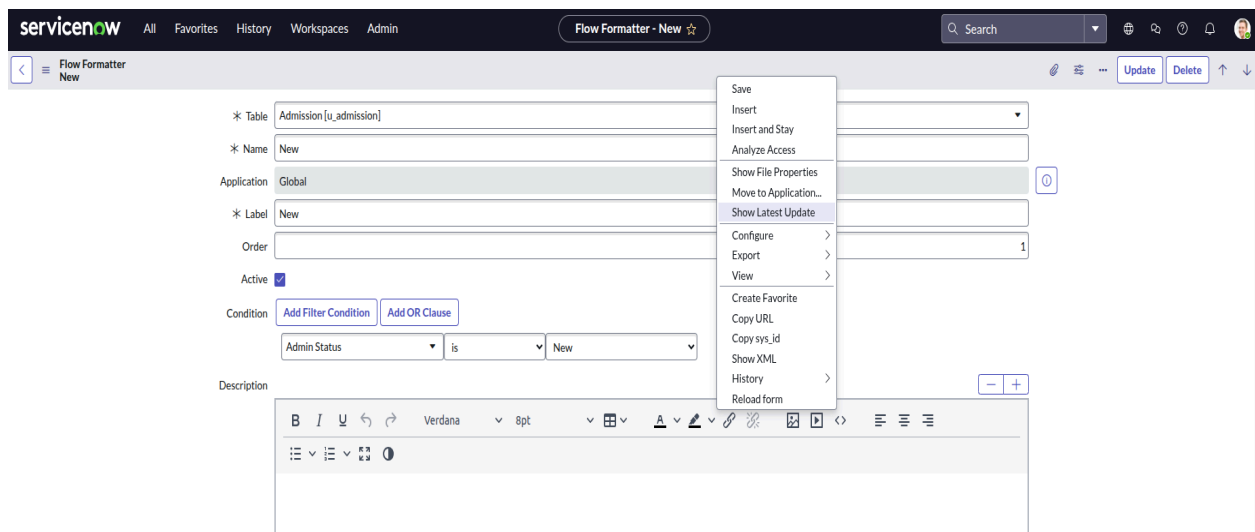 servicenow All Favorites History Workspaces Admin Flow Formatter - New Search
Flow Formatter
New
Update Delete
Table Admission [u_admission]
Name New
Application Global
Label New
Order 1
Active
Condition Add Filter Condition Add OR Clause
Admin Status is New
Description
B I U Verdana 8pt A
Save
Insert
Insert and Stay
Analyze Access
Show File Properties
Move to Application...
Show Latest Update
Configure
Export
View
Create Favorite
Copy URL
Copy sys_id
Show XML
History
Reload form